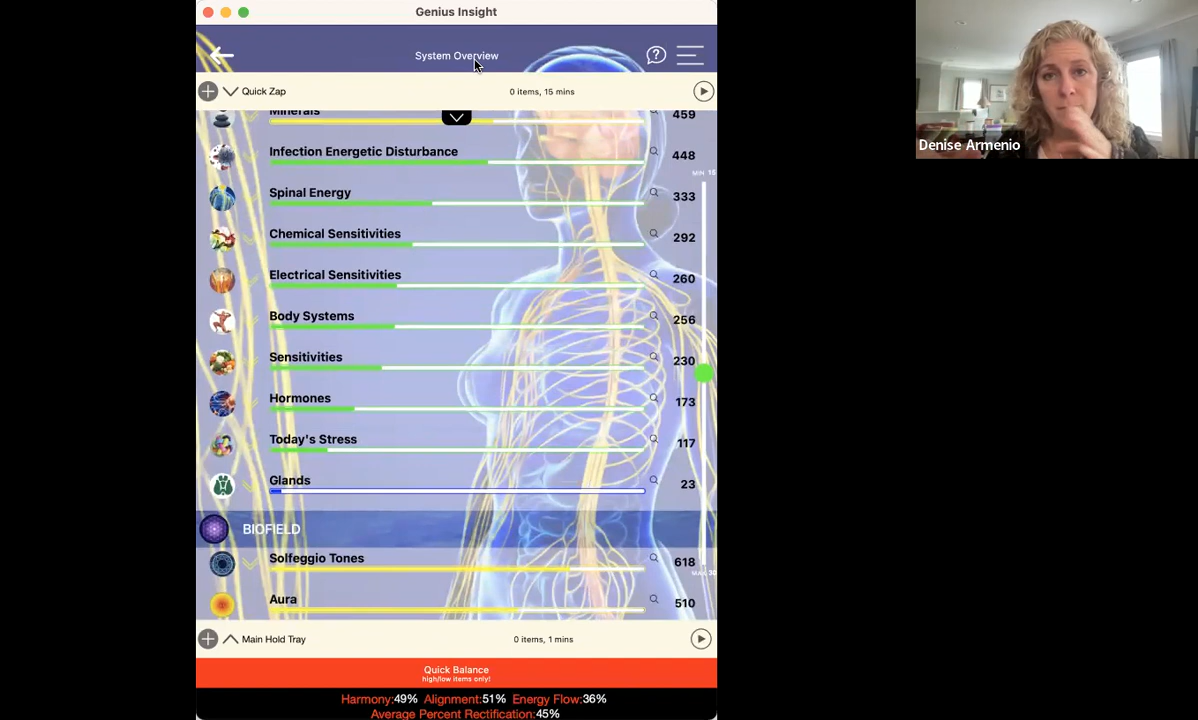 Genius Insight
System Overview
Quick Zap
0 items, 15 mins
Minerals
459
Infection Energetic Disturbance
448
MIN 15
Spinal Energy
333
Chemical Sensitivities
292
Electrical Sensitivities
260
Body Systems
256
Sensitivities
230
Hormones
173
Today's Stress
117
Glands
23
BIOFIELD
Solfeggio Tones
618
Aura
510
Main Hold Tray
0 items, 1 mins
Quick Balance
high/low items only!
Harmony:49% Alignment:51% Energy Flow:36%
Average Percent Rectification:45%
Denise Armenio